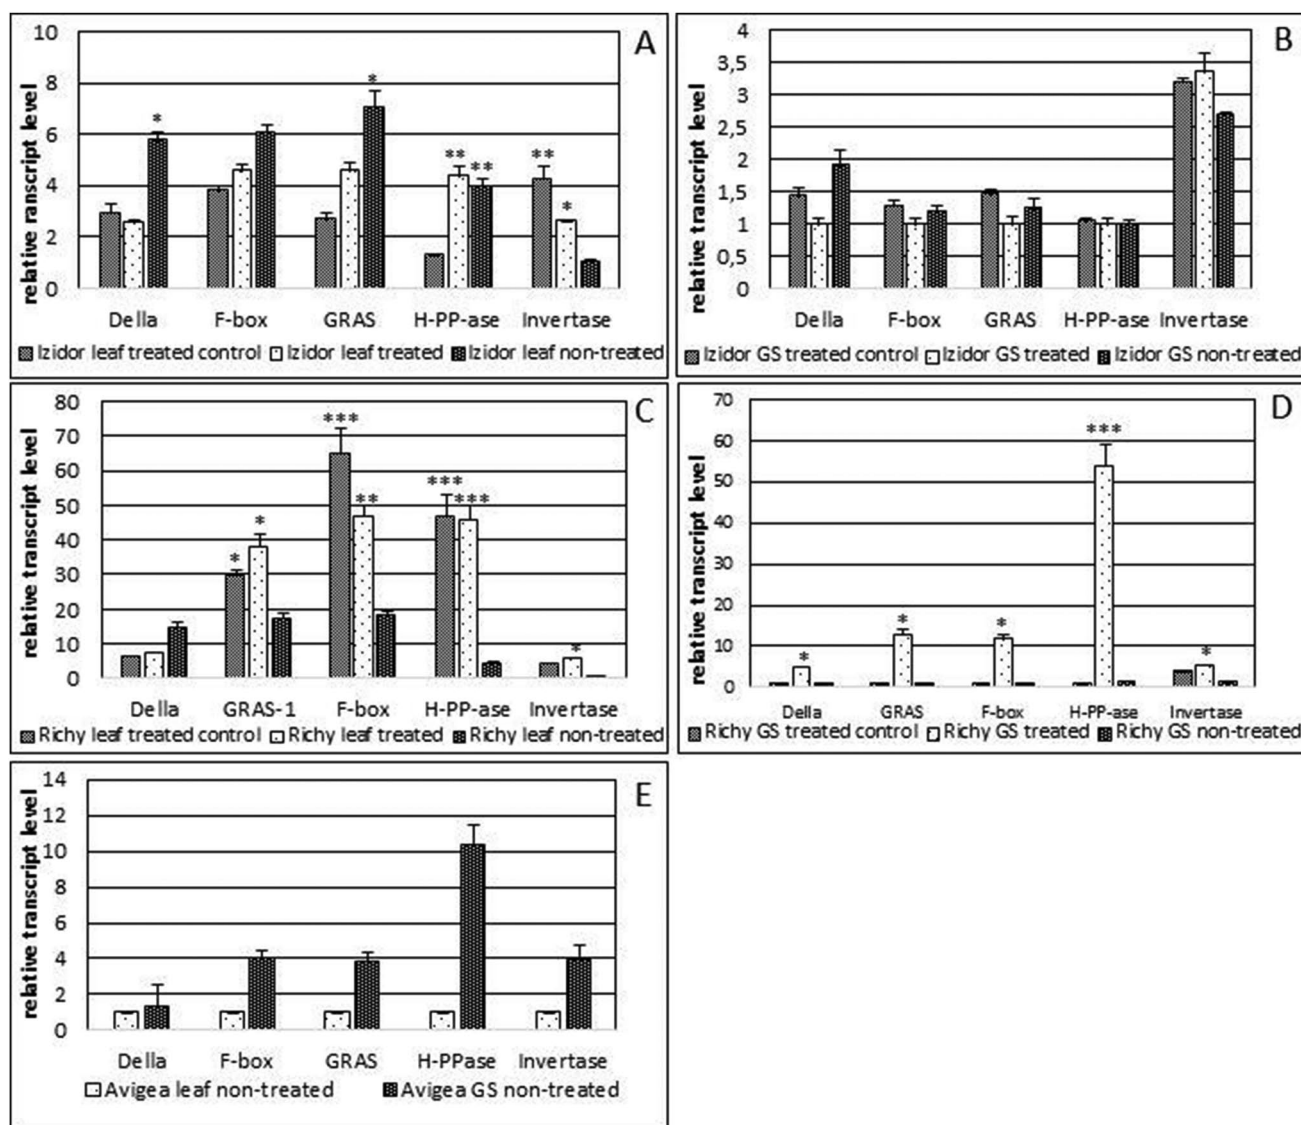 A
relative ranscript level
10
8
6
4
2
0
*
*
** **
**
*
Della F-box GRAS H-PP-ase Invertase
Izidor leaf treated control Izidor leaf treated Izidor leaf non-treated
B
relative transcript level
4
3,5
3
2,5
2
1,5
1
0,5
0
Della F-box GRAS H-PP-ase Invertase
Izidor GS treated control Izidor GS treated Izidor GS non-treated
C
relative transcript level
80
70
60
50
40
30
20
10
0
* *
*** **
*** ***
*
Della GRAS-1 F-box H-PP-ase Invertase
Richy leaf treated control Richy leaf treated Richy leaf non-treated
D
relative transcript level
70
60
50
40
30
20
10
0
*
*
*
***
*
Della GRAS F-box H-PP-ase Invertase
Richy GS treated control Richy GS treated Richy GS non-treated
E
relative transcript level
14
12
10
8
6
4
2
0
Della F-box GRAS H-PPase Invertase
Avigea leaf non-treated Avigea GS non-treated